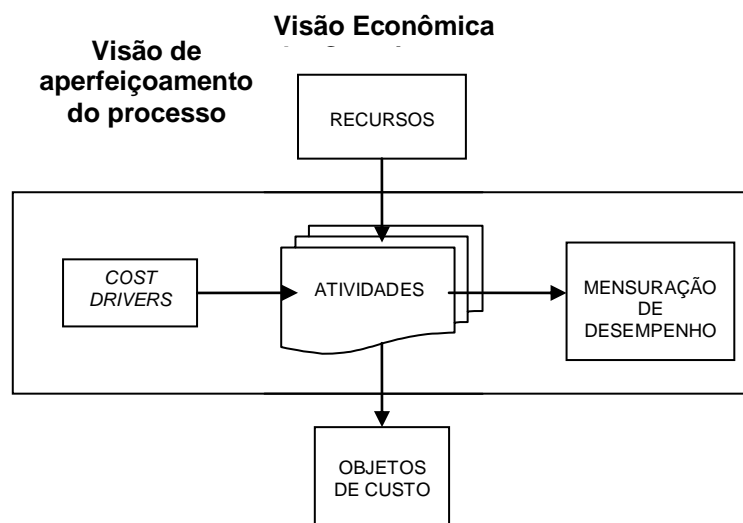 Visão Econômica
Visão de
aperfeiçoamento
do processo
RECURSOS
COST
DRIVERS
ATIVIDADES
MENSURAÇÃO
DE
DESEMPENHO
OBJETOS
DE CUSTO